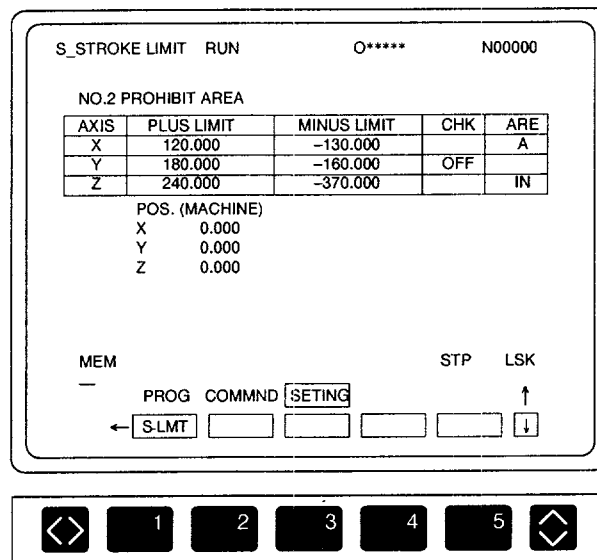 S_STROKE LIMIT RUN O***** N00000
NO.2 PROHIBIT AREA
AXIS PLUS LIMIT MINUS LIMIT CHK ARE
X 120.000 −130.000 A
Y 180.000 −160.000 OFF
Z 240.000 −370.000 IN
POS. (MACHINE)
X 0.000
Y 0.000
Z 0.000
MEM STP LSK
PROG COMMND SETING ↑
← S-LMT ↓
1 2 3 4 5